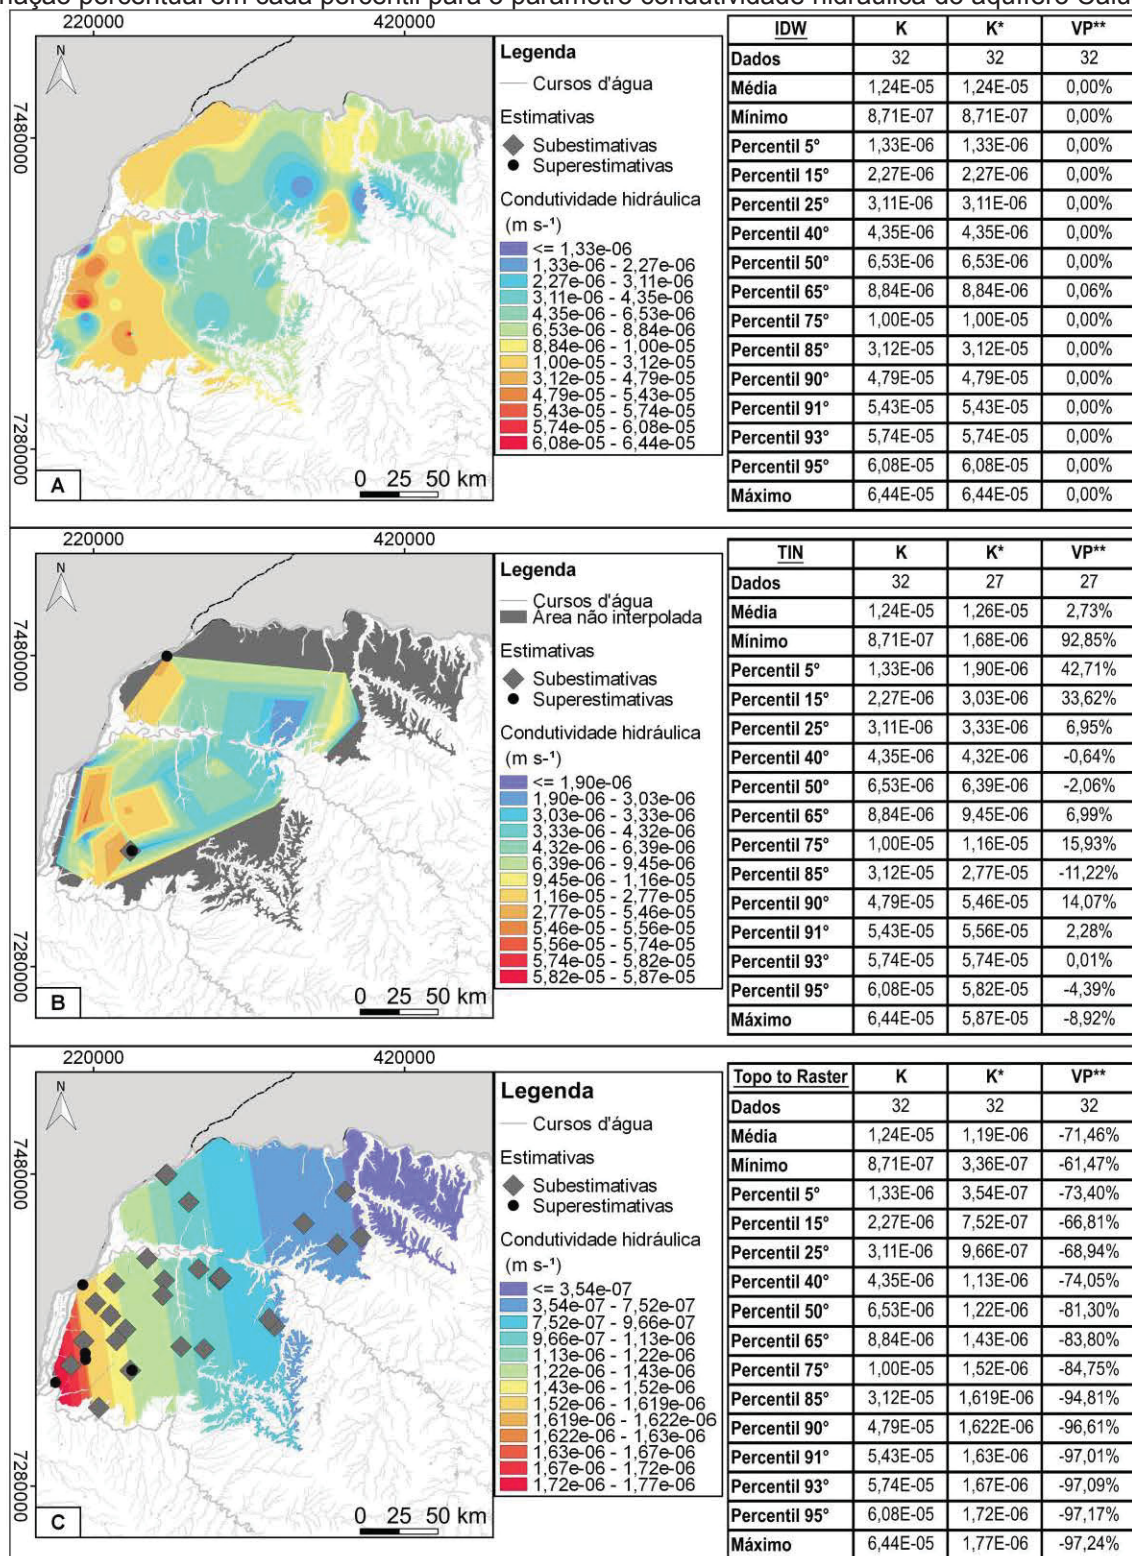 nação percentual em cada percentil para o parâmetro condutividade hidráulica do aquífero Caiuá
220000 420000
N
7480000
7280000
A
0 25 50 km
Legenda
Cursos d'água
Estimativas
Subestimativas
Superestimativas
Condutividade hidráulica
(m s-¹)
<= 1,33e-06
1,33e-06 - 2,27e-06
2,27e-06 - 3,11e-06
3,11e-06 - 4,35e-06
4,35e-06 - 6,53e-06
6,53e-06 - 8,84e-06
8,84e-06 - 1,00e-05
1,00e-05 - 3,12e-05
3,12e-05 - 4,79e-05
4,79e-05 - 5,43e-05
5,43e-05 - 5,74e-05
5,74e-05 - 6,08e-05
6,08e-05 - 6,44e-05
IDW K K* VP**
Dados 32 32 32
Média 1,24E-05 1,24E-05 0,00%
Mínimo 8,71E-07 8,71E-07 0,00%
Percentil 5° 1,33E-06 1,33E-06 0,00%
Percentil 15° 2,27E-06 2,27E-06 0,00%
Percentil 25° 3,11E-06 3,11E-06 0,00%
Percentil 40° 4,35E-06 4,35E-06 0,00%
Percentil 50° 6,53E-06 6,53E-06 0,00%
Percentil 65° 8,84E-06 8,84E-06 0,06%
Percentil 75° 1,00E-05 1,00E-05 0,00%
Percentil 85° 3,12E-05 3,12E-05 0,00%
Percentil 90° 4,79E-05 4,79E-05 0,00%
Percentil 91° 5,43E-05 5,43E-05 0,00%
Percentil 93° 5,74E-05 5,74E-05 0,00%
Percentil 95° 6,08E-05 6,08E-05 0,00%
Máximo 6,44E-05 6,44E-05 0,00%
220000 420000
N
7480000
7280000
B
0 25 50 km
Legenda
Cursos d'água
Área não interpolada
Estimativas
Subestimativas
Superestimativas
Condutividade hidráulica
(m s-¹)
<= 1,90e-06
1,90e-06 - 3,03e-06
3,03e-06 - 3,33e-06
3,33e-06 - 4,32e-06
4,32e-06 - 6,39e-06
6,39e-06 - 9,45e-06
9,45e-06 - 1,16e-05
1,16e-05 - 2,77e-05
2,77e-05 - 5,46e-05
5,46e-05 - 5,56e-05
5,56e-05 - 5,74e-05
5,74e-05 - 5,82e-05
5,82e-05 - 5,87e-05
TIN K K* VP**
Dados 32 27 27
Média 1,24E-05 1,26E-05 2,73%
Mínimo 8,71E-07 1,68E-06 92,85%
Percentil 5° 1,33E-06 1,90E-06 42,71%
Percentil 15° 2,27E-06 3,03E-06 33,62%
Percentil 25° 3,11E-06 3,33E-06 6,95%
Percentil 40° 4,35E-06 4,32E-06 -0,64%
Percentil 50° 6,53E-06 6,39E-06 -2,06%
Percentil 65° 8,84E-06 9,45E-06 6,99%
Percentil 75° 1,00E-05 1,16E-05 15,93%
Percentil 85° 3,12E-05 2,77E-05 -11,22%
Percentil 90° 4,79E-05 5,46E-05 14,07%
Percentil 91° 5,43E-05 5,56E-05 2,28%
Percentil 93° 5,74E-05 5,74E-05 0,01%
Percentil 95° 6,08E-05 5,82E-05 -4,39%
Máximo 6,44E-05 5,87E-05 -8,92%
220000 420000
N
7480000
7280000
C
0 25 50 km
Legenda
Cursos d'água
Estimativas
Subestimativas
Superestimativas
Condutividade hidráulica
(m s-¹)
<= 3,54e-07
3,54e-07 - 7,52e-07
7,52e-07 - 9,66e-07
9,66e-07 - 1,13e-06
1,13e-06 - 1,22e-06
1,22e-06 - 1,43e-06
1,43e-06 - 1,52e-06
1,52e-06 - 1,619e-06
1,619e-06 - 1,622e-06
1,622e-06 - 1,63e-06
1,63e-06 - 1,67e-06
1,67e-06 - 1,72e-06
1,72e-06 - 1,77e-06
Topo to Raster K K* VP**
Dados 32 32 32
Média 1,24E-05 1,19E-06 -71,46%
Mínimo 8,71E-07 3,36E-07 -61,47%
Percentil 5° 1,33E-06 3,54E-07 -73,40%
Percentil 15° 2,27E-06 7,52E-07 -66,81%
Percentil 25° 3,11E-06 9,66E-07 -68,94%
Percentil 40° 4,35E-06 1,13E-06 -74,05%
Percentil 50° 6,53E-06 1,22E-06 -81,30%
Percentil 65° 8,84E-06 1,43E-06 -83,80%
Percentil 75° 1,00E-05 1,52E-06 -84,75%
Percentil 85° 3,12E-05 1,619E-06 -94,81%
Percentil 90° 4,79E-05 1,622E-06 -96,61%
Percentil 91° 5,43E-05 1,63E-06 -97,01%
Percentil 93° 5,74E-05 1,67E-06 -97,09%
Percentil 95° 6,08E-05 1,72E-06 -97,17%
Máximo 6,44E-05 1,77E-06 -97,24%